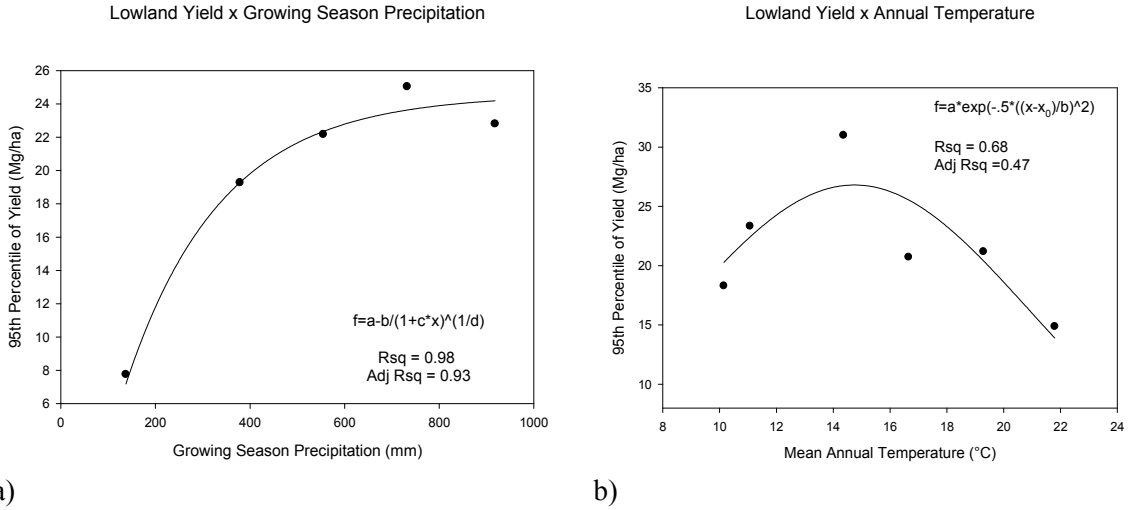 Lowland Yield x Growing Season Precipitation
95th Percentile of Yield (Mg/ha)
26
24
22
20
18
16
14
12
10
8
6
f=a-b/(1+c*x)^(1/d)
Rsq = 0.98
Adj Rsq = 0.93
0 200 400 600 800 1000
Growing Season Precipitation (mm)
a)
Lowland Yield x Annual Temperature
95th Percentile of Yield (Mg/ha)
35
30
25
20
15
10
f=a*exp(-.5*((x-x₀)/b)^2)
Rsq = 0.68
Adj Rsq =0.47
8 10 12 14 16 18 20 22 24
Mean Annual Temperature (°C)
b)